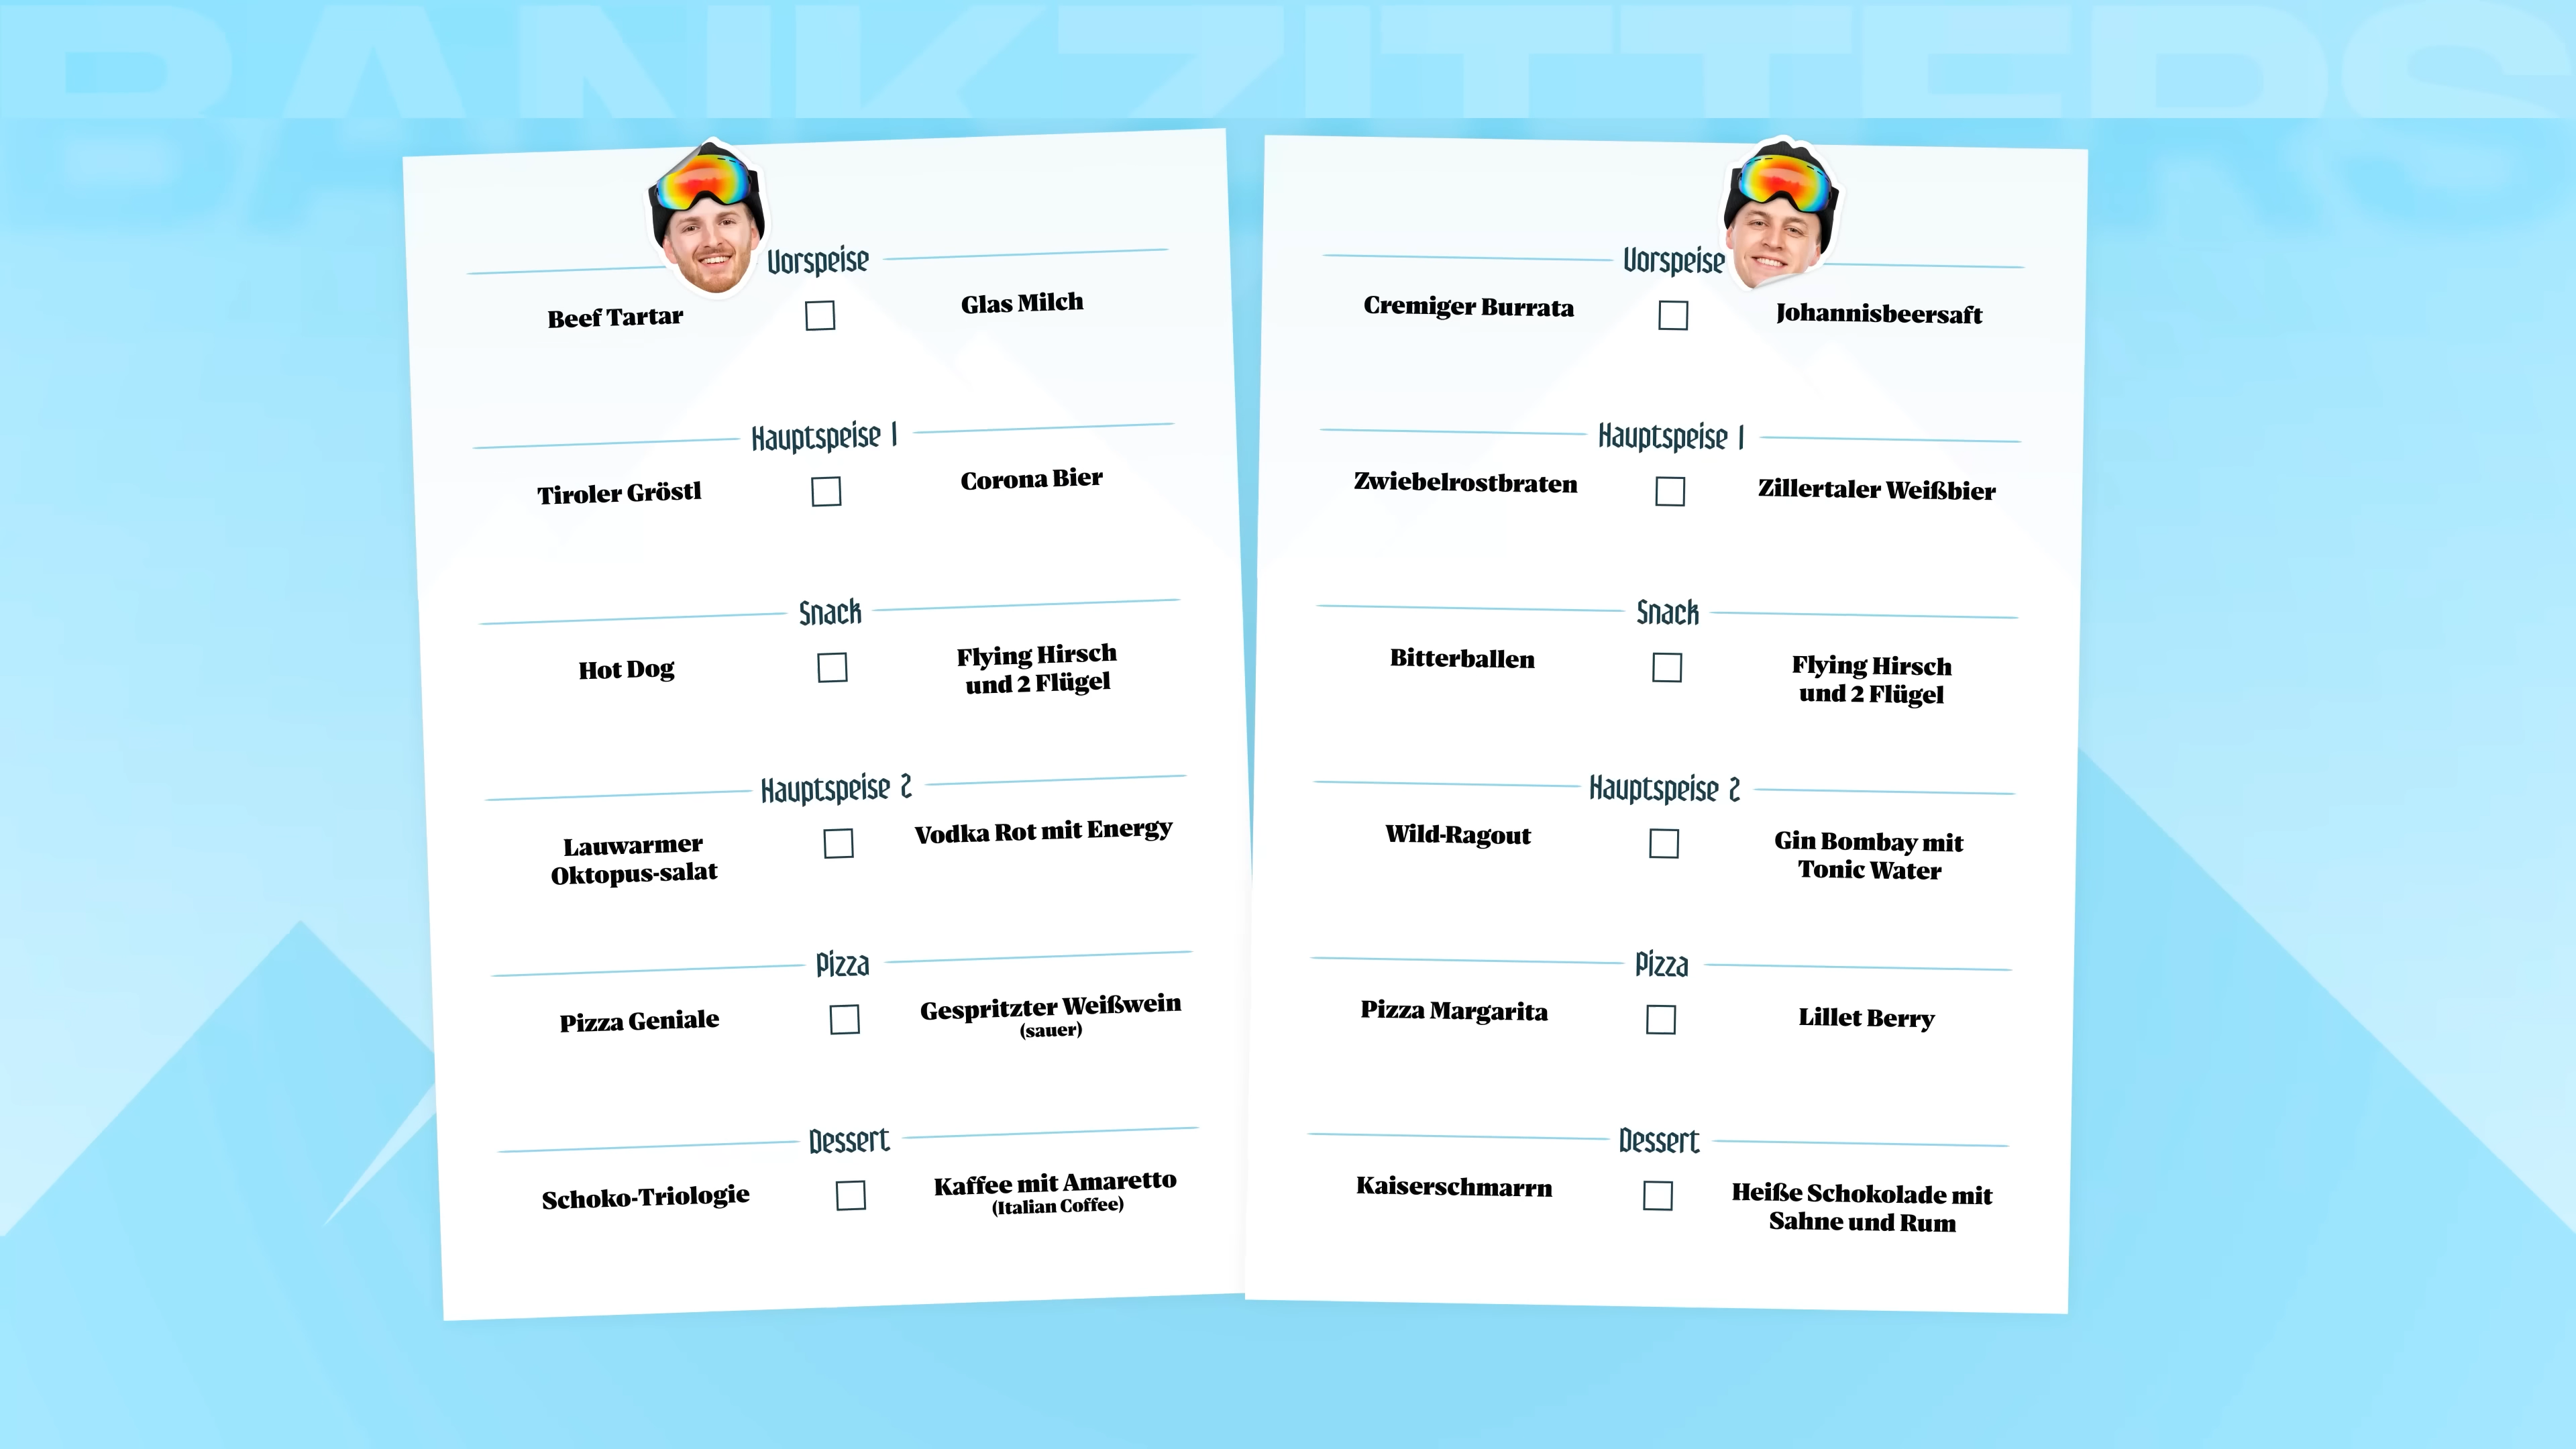 BANKZITTERS
Vorspeise
Beef Tartar
Glas Milch
Hauptspeise 1
Tiroler Gröstl
Corona Bier
Snack
Hot Dog
Flying Hirsch
und 2 Flügel
Hauptspeise 2
Lauwarmer
Oktopus-salat
Vodka Rot mit Energy
Pizza
Pizza Geniale
Gespritzter Weißwein
(sauer)
Dessert
Schoko-Triologie
Kaffee mit Amaretto
(Italian Coffee)
Vorspeise
Cremiger Burrata
Johannisbeersaft
Hauptspeise 1
Zwiebelrostbraten
Zillertaler Weißbier
Snack
Bitterballen
Flying Hirsch
und 2 Flügel
Hauptspeise 2
Wild-Ragout
Gin Bombay mit
Tonic Water
Pizza
Pizza Margarita
Lillet Berry
Dessert
Kaiserschmarrn
Heiße Schokolade mit
Sahne und Rum